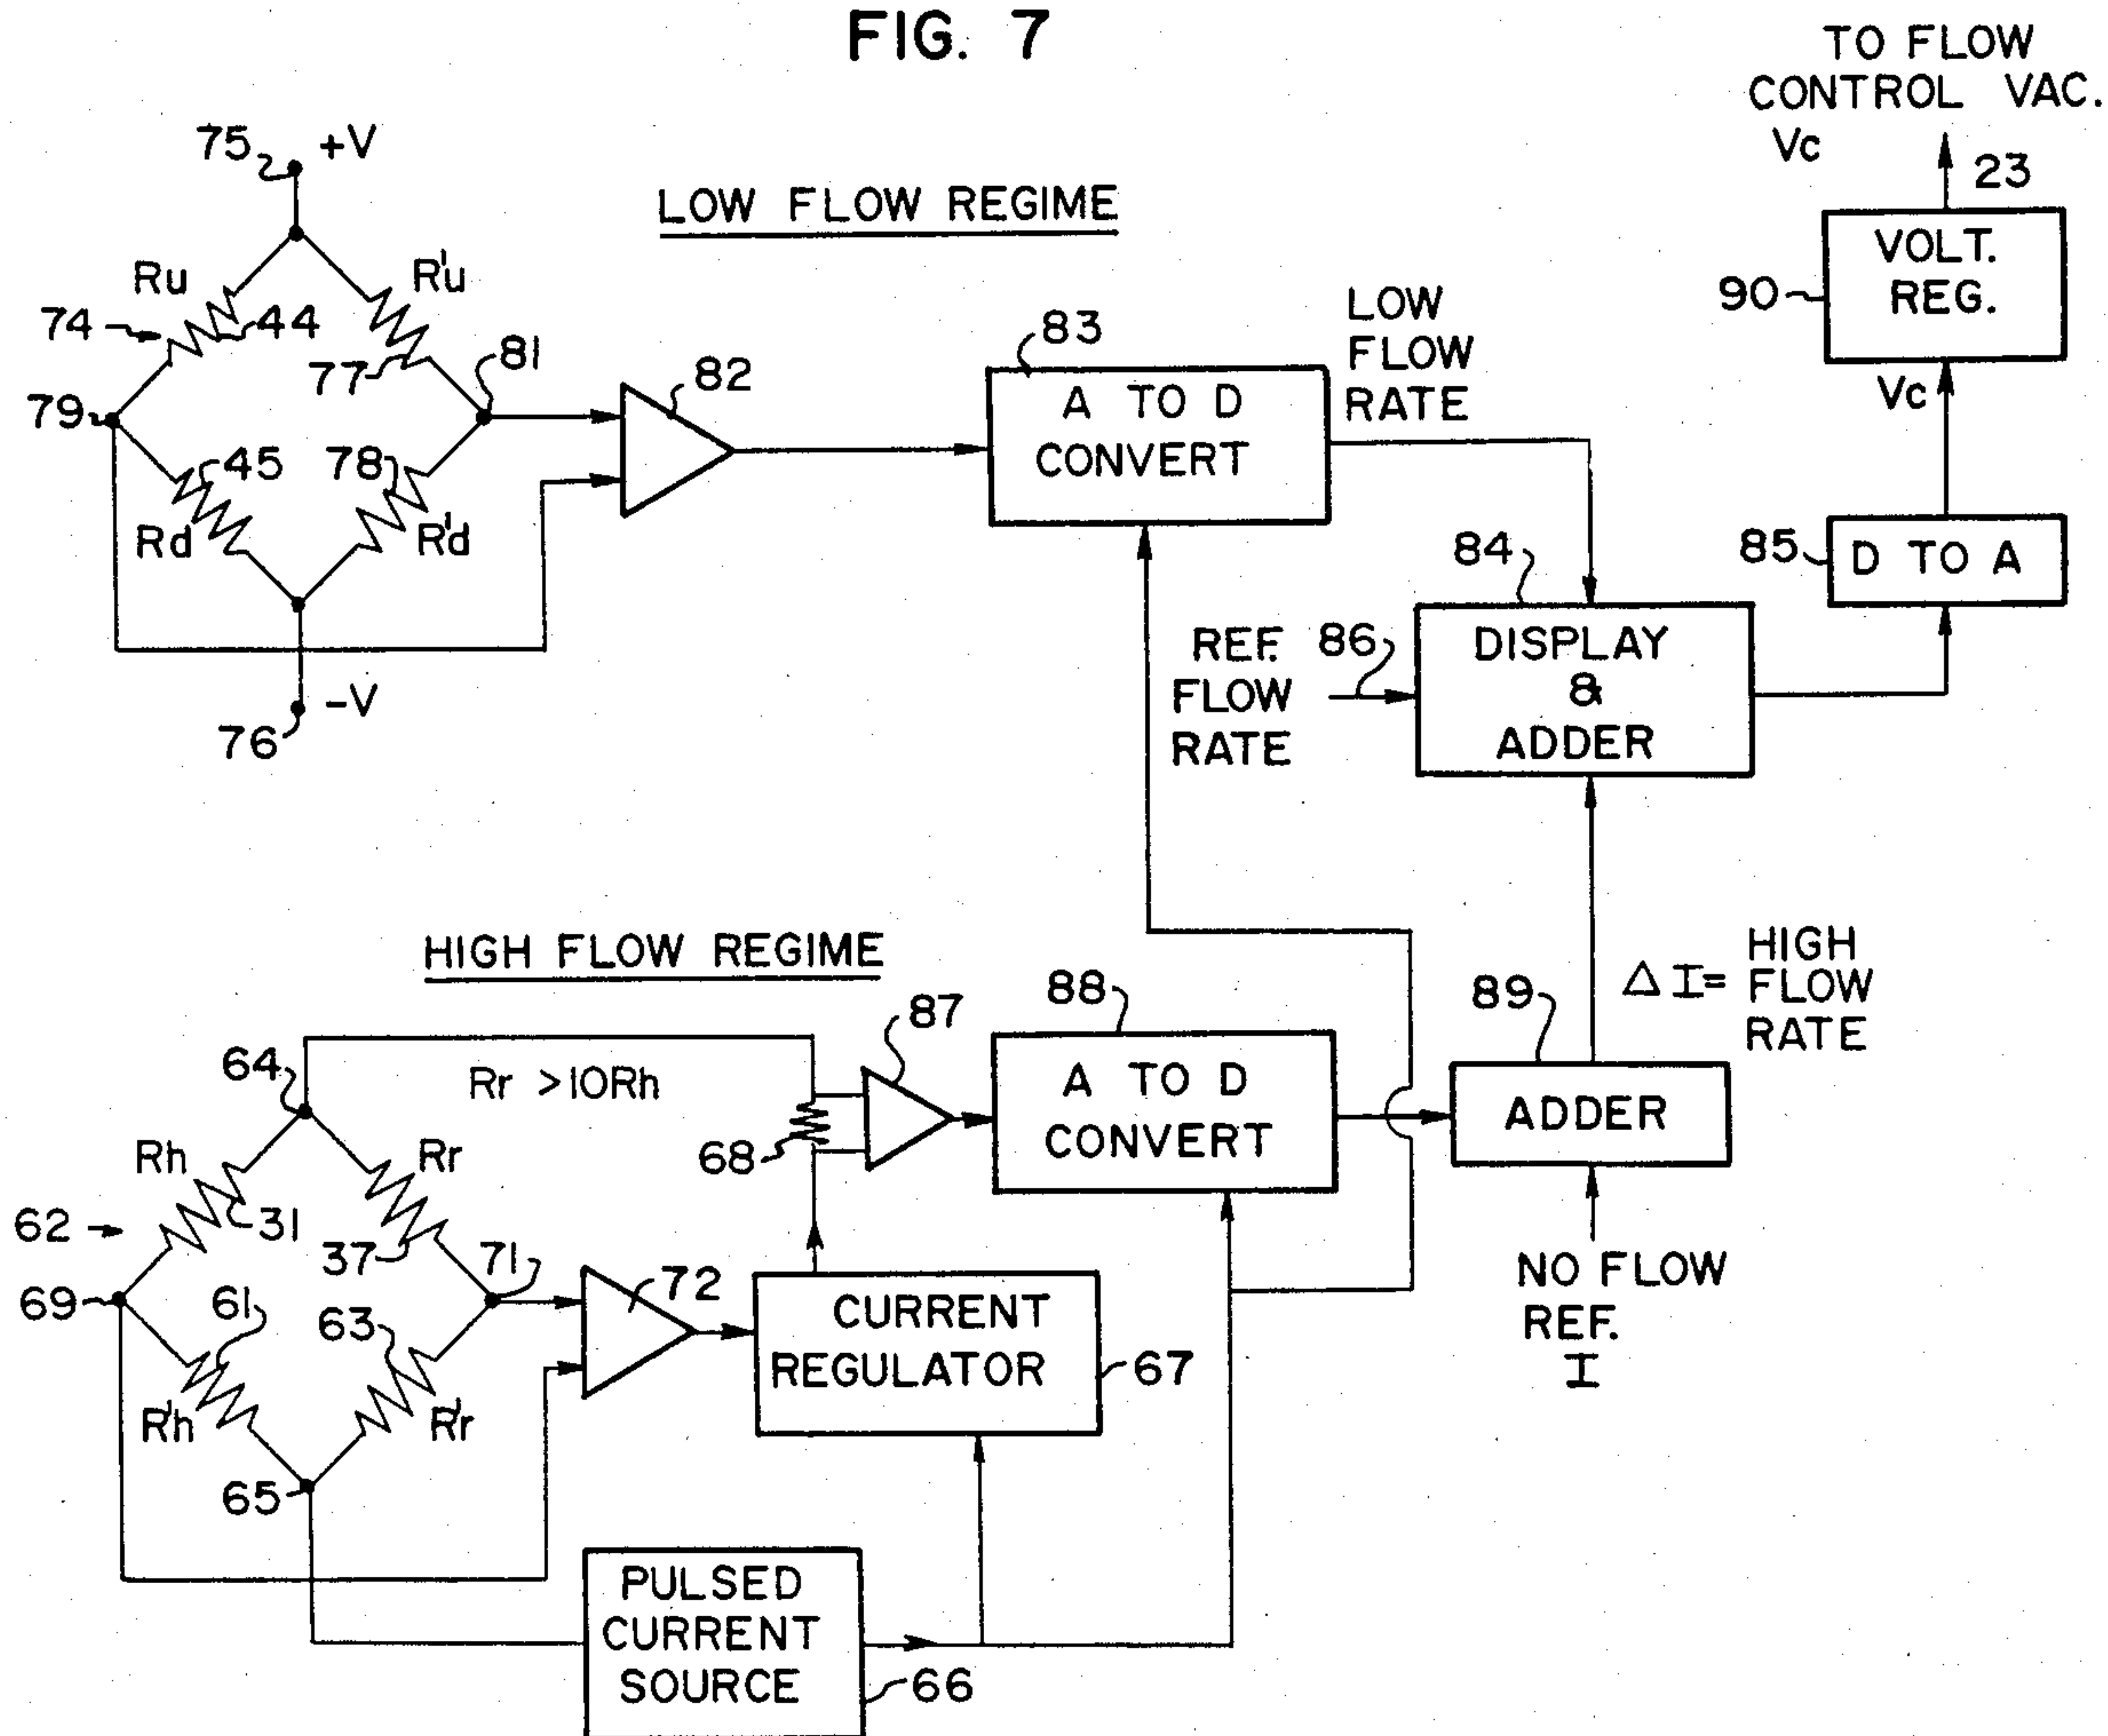 FIG. 7
TO FLOW
CONTROL VAC.
Vc
23
75
+V
LOW FLOW REGIME
VOLT.
REG.
90
Ru
R'u
74
44
77
81
79
82
83
A TO D
CONVERT
LOW
FLOW
RATE
Vc
45
78
Rd
R'd
84
85
D TO A
REF.
FLOW
RATE
86
DISPLAY
&
ADDER
-V
76
HIGH FLOW REGIME
87
88
89
ΔI=
HIGH
FLOW
RATE
64
Rr >10Rh
68
A TO D
CONVERT
ADDER
Rh
Rr
62
31
37
71
69
61
63
72
CURRENT
REGULATOR
67
NO FLOW
REF.
I
R'h
R'r
65
PULSED
CURRENT
SOURCE
66